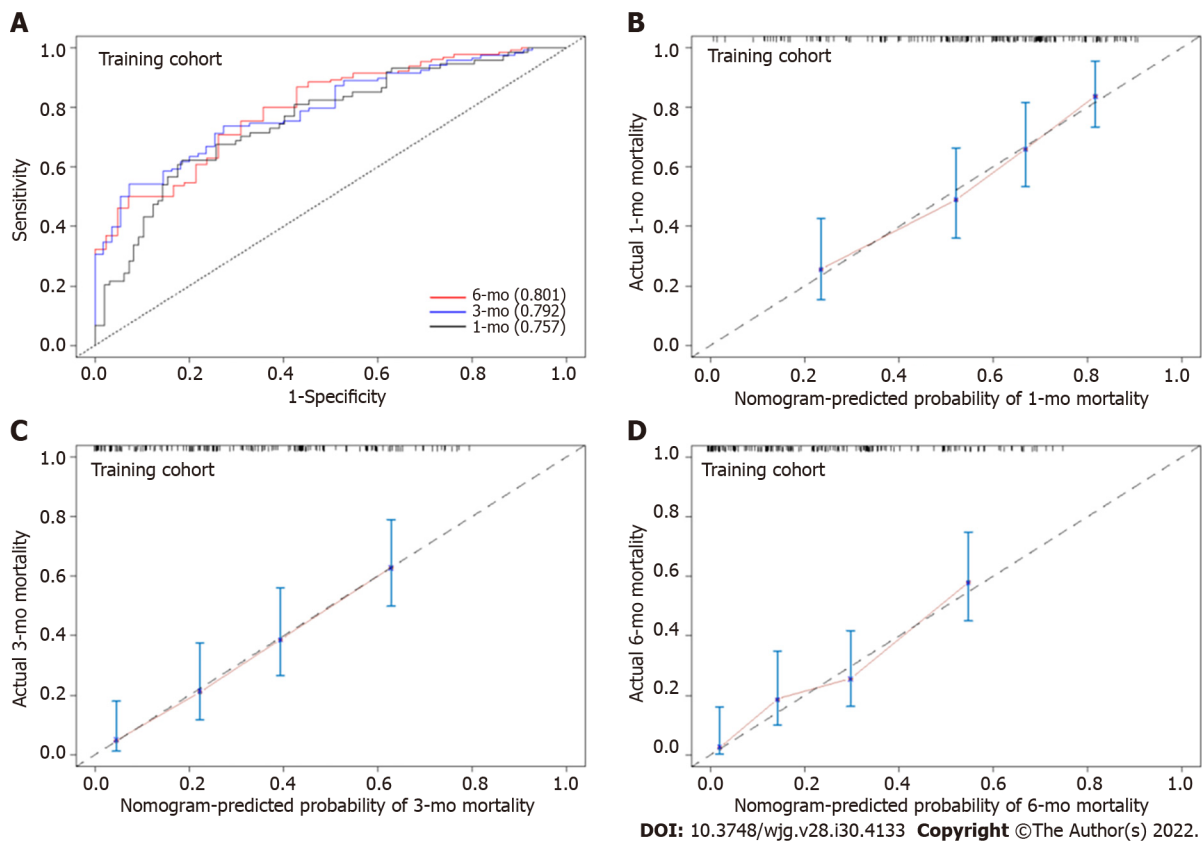 A
Training cohort
Sensitivity
1.0
0.8
0.6
0.4
0.2
0.0
6-mo (0.801)
3-mo (0.792)
1-mo (0.757)
0.0 0.2 0.4 0.6 0.8 1.0
1-Specificity
B
Training cohort
Actual 1-mo mortality
1.0
0.8
0.6
0.4
0.2
0.0
0.0 0.2 0.4 0.6 0.8 1.0
Nomogram-predicted probability of 1-mo mortality
C
Training cohort
Actual 3-mo mortality
1.0
0.8
0.6
0.4
0.2
0.0
0.0 0.2 0.4 0.6 0.8 1.0
Nomogram-predicted probability of 3-mo mortality
D
Training cohort
Actual 6-mo mortality
1.0
0.8
0.6
0.4
0.2
0.0
0.0 0.2 0.4 0.6 0.8 1.0
Nomogram-predicted probability of 6-mo mortality
DOI: 10.3748/wjg.v28.i30.4133 Copyright ©The Author(s) 2022.